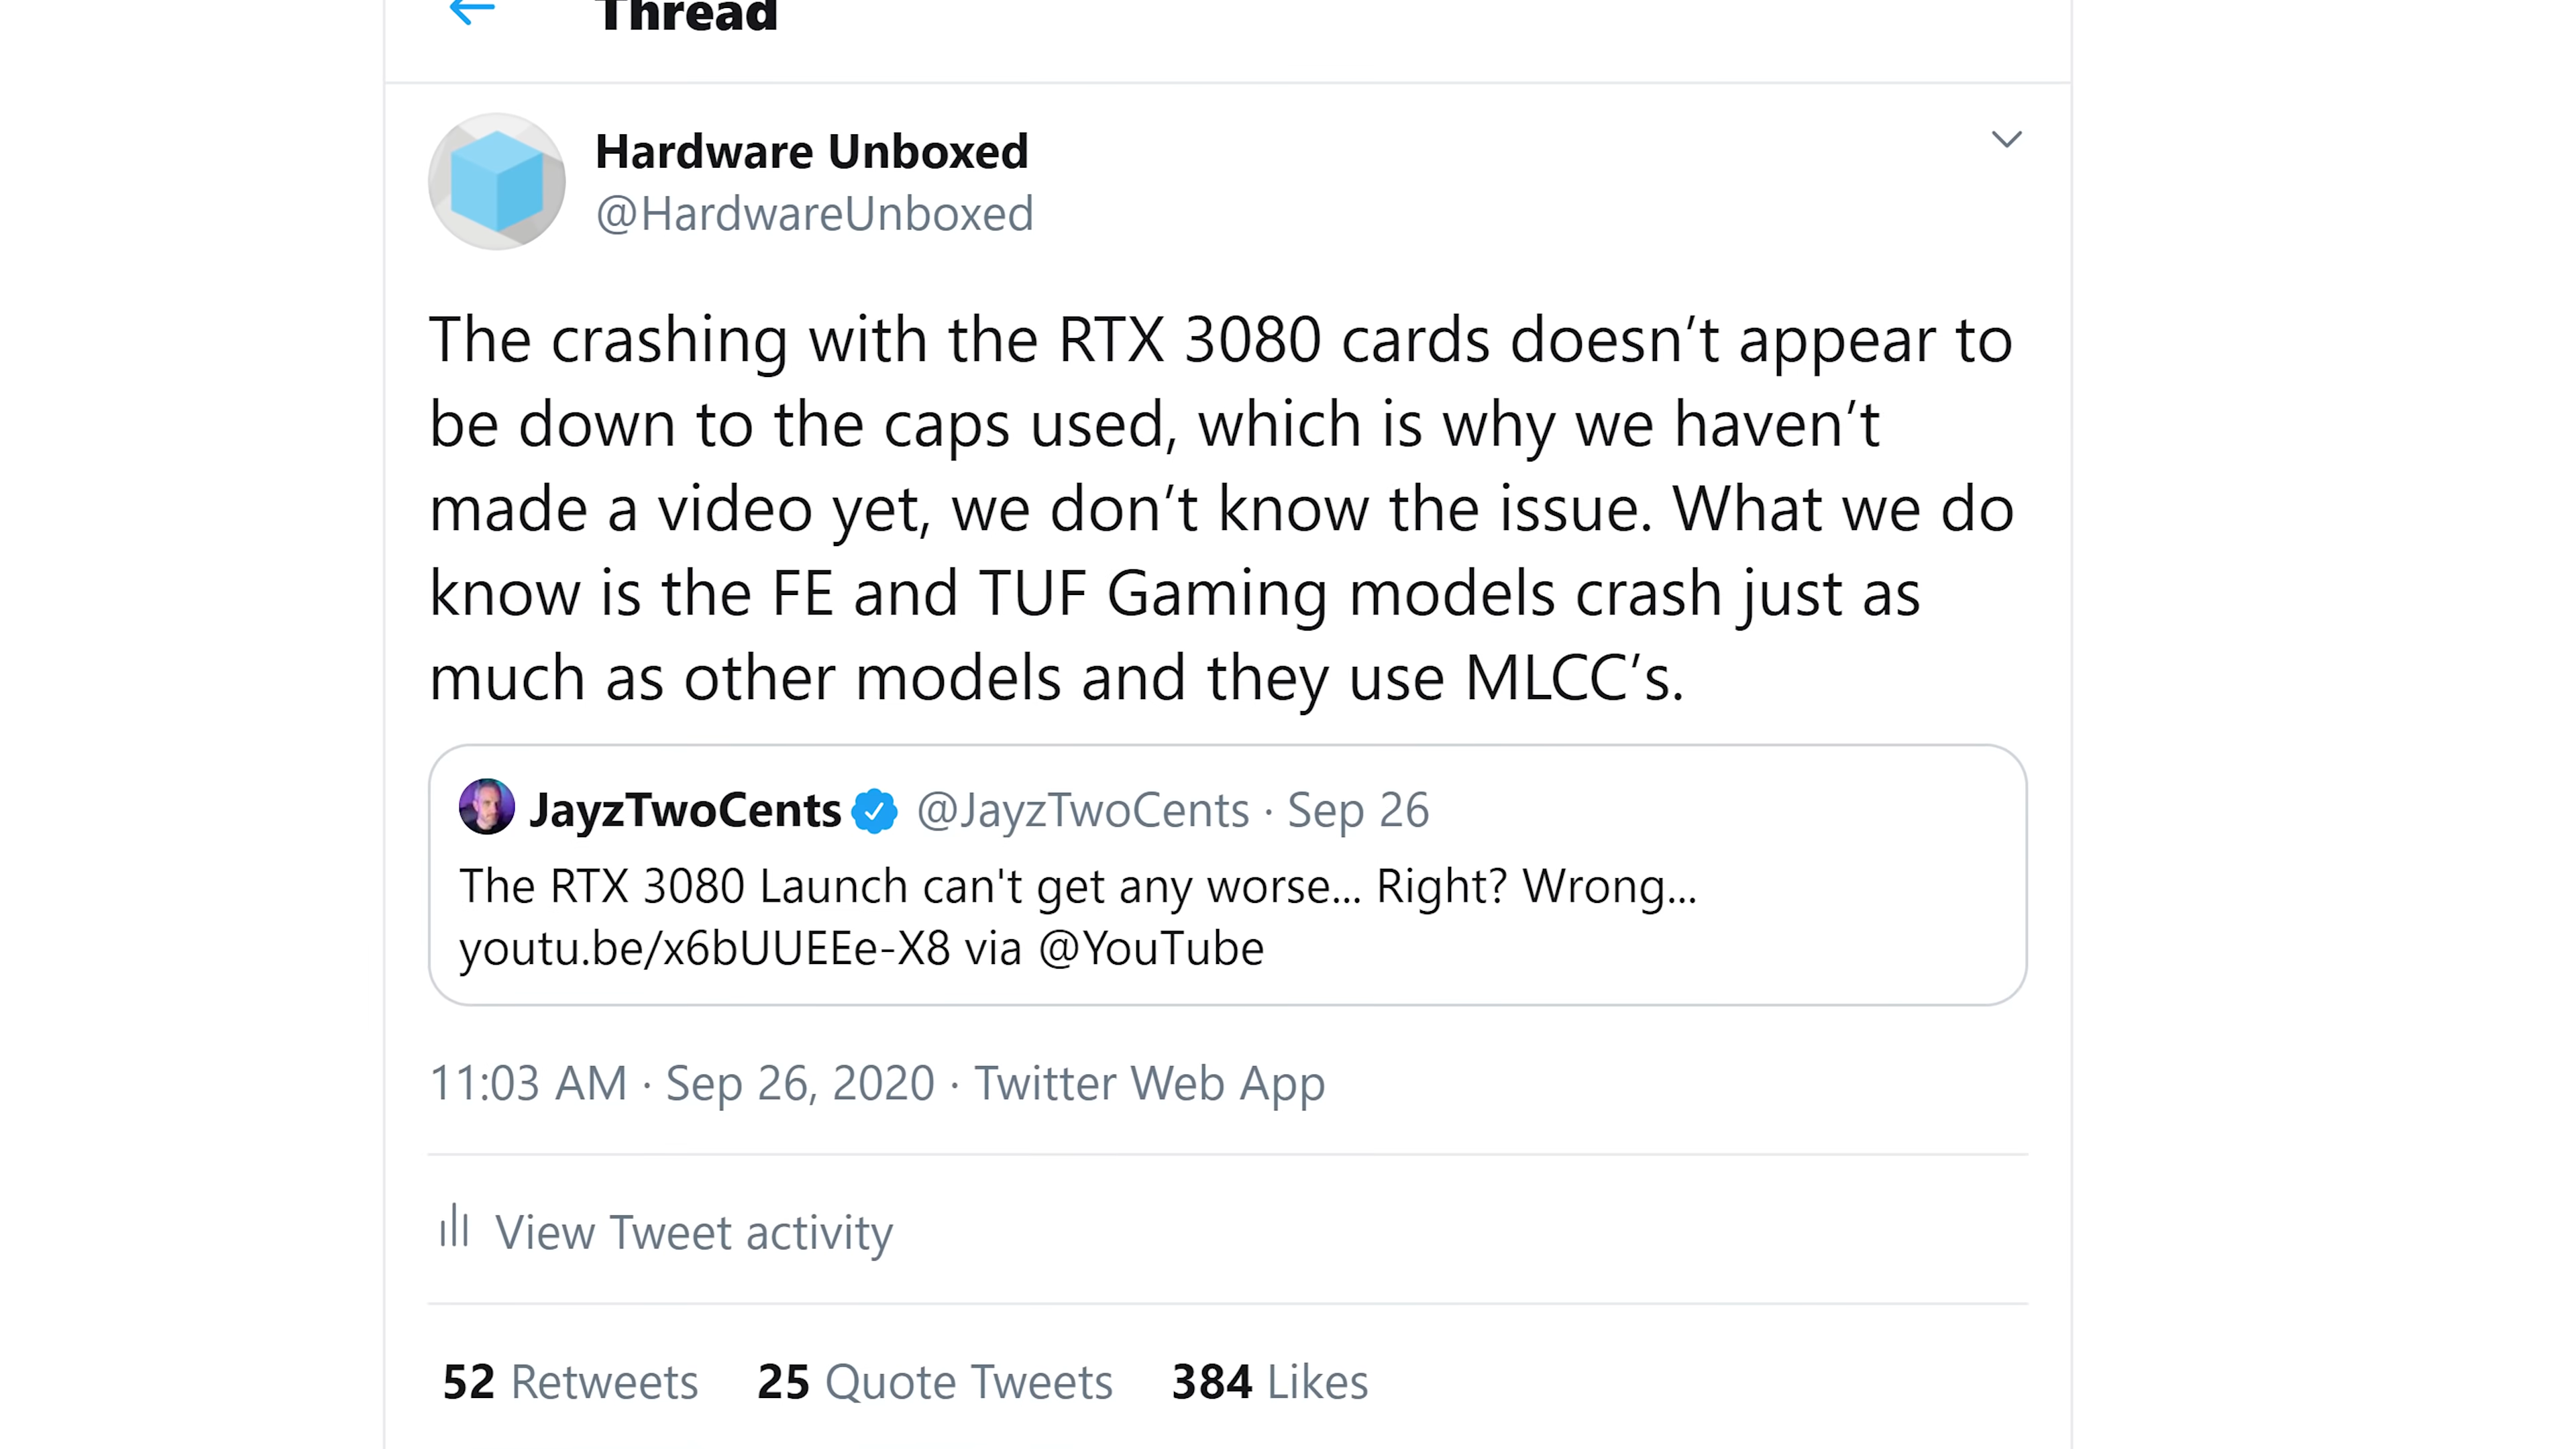 Thread
Hardware Unboxed
@HardwareUnboxed
The crashing with the RTX 3080 cards doesn’t appear to
be down to the caps used, which is why we haven’t
made a video yet, we don’t know the issue. What we do
know is the FE and TUF Gaming models crash just as
much as other models and they use MLCC’s.
JayzTwoCents @JayzTwoCents · Sep 26
The RTX 3080 Launch can't get any worse... Right? Wrong...
youtu.be/x6bUUEEe-X8 via @YouTube
11:03 AM · Sep 26, 2020 · Twitter Web App
View Tweet activity
52 Retweets 25 Quote Tweets 384 Likes